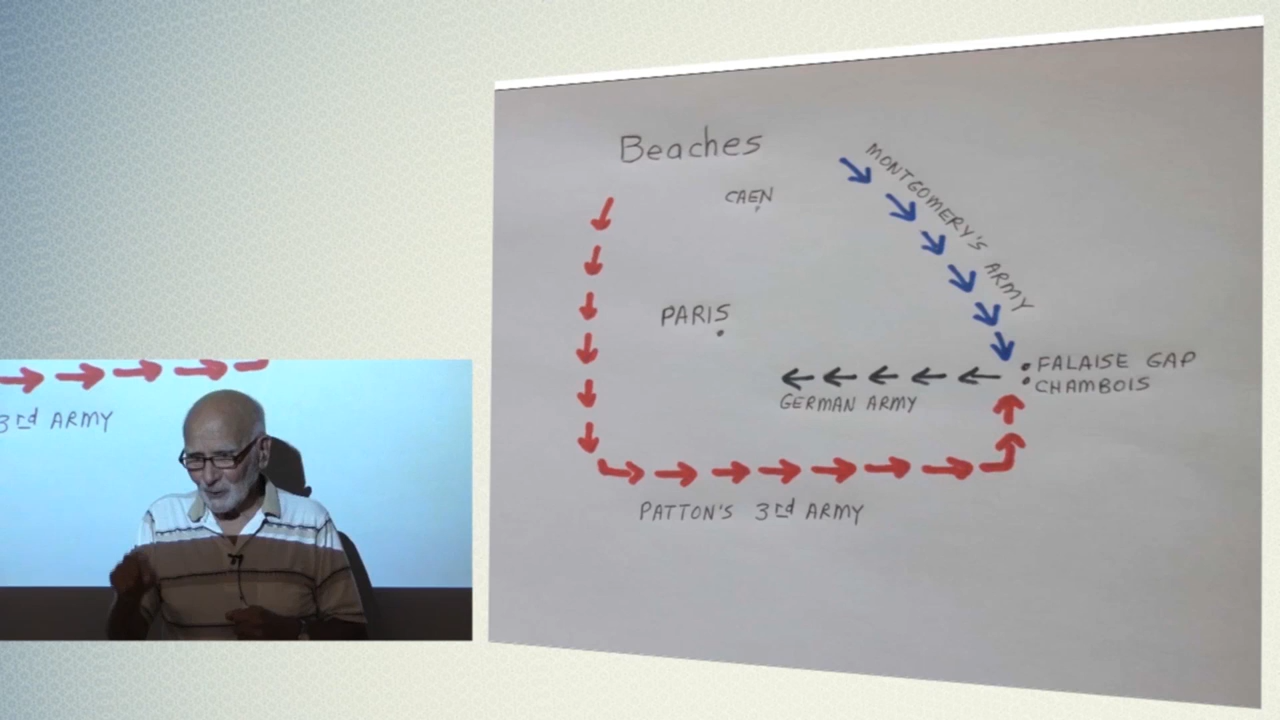 Beaches
CAEN
MONTGOMERY'S ARMY
PARIS
FALAISE GAP
CHAMBOIS
GERMAN ARMY
PATTON'S 3rd ARMY
3rd ARMY